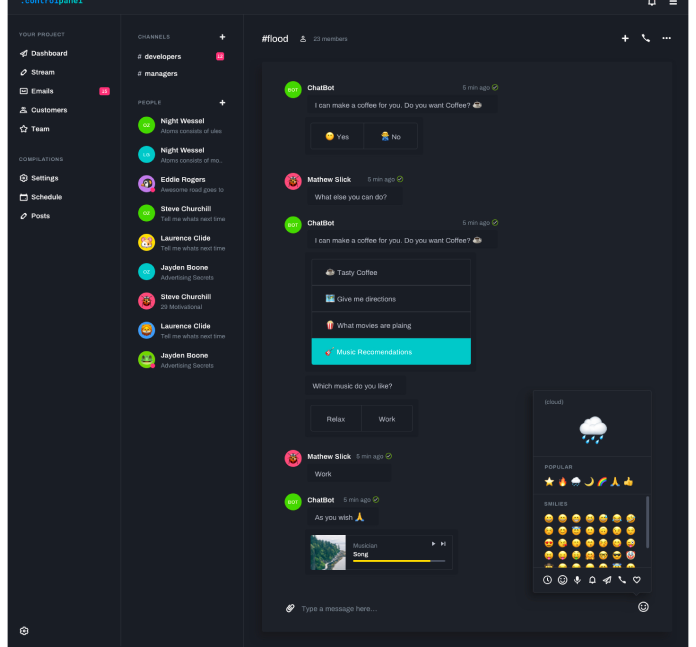 .controlpanel
YOUR PROJECT
Dashboard
Stream
Emails
Customers
Team
COMPILATIONS
Settings
Schedule
Posts
CHANNELS +
# developers 12
# managers
PEOPLE +
OZ
Night Wessel
Atoms consists of ules
Night Wessel
Atoms consists of mo..
Eddie Rogers
Awesome road goes to
OZ
Steve Churchill
Tell me whats next time
Laurence Clide
Tell me whats next time
OZ
Jayden Boone
Advertising Secrets
Steve Churchill
29 Motivational
Laurence Clide
Tell me whats next time
Jayden Boone
Advertising Secrets
#flood 23 members
BOT
ChatBot 5 min ago
I can make a coffee for you. Do you want Coffee? ☕
😶 Yes 🙅‍♂️ No
Mathew Slick 5 min ago
What else you can do?
BOT
ChatBot 5 min ago
I can make a coffee for you. Do you want Coffee? ☕
☕ Tasty Coffee
🗺️ Give me directions
🍿 What movies are plaing
🎸 Music Recomendations
Which music do you like?
Relax Work
Mathew Slick 5 min ago
Work
BOT
ChatBot 5 min ago
As you wish 🙏
Musician
Song
Type a message here...
(cloud)
POPULAR
SMILIES